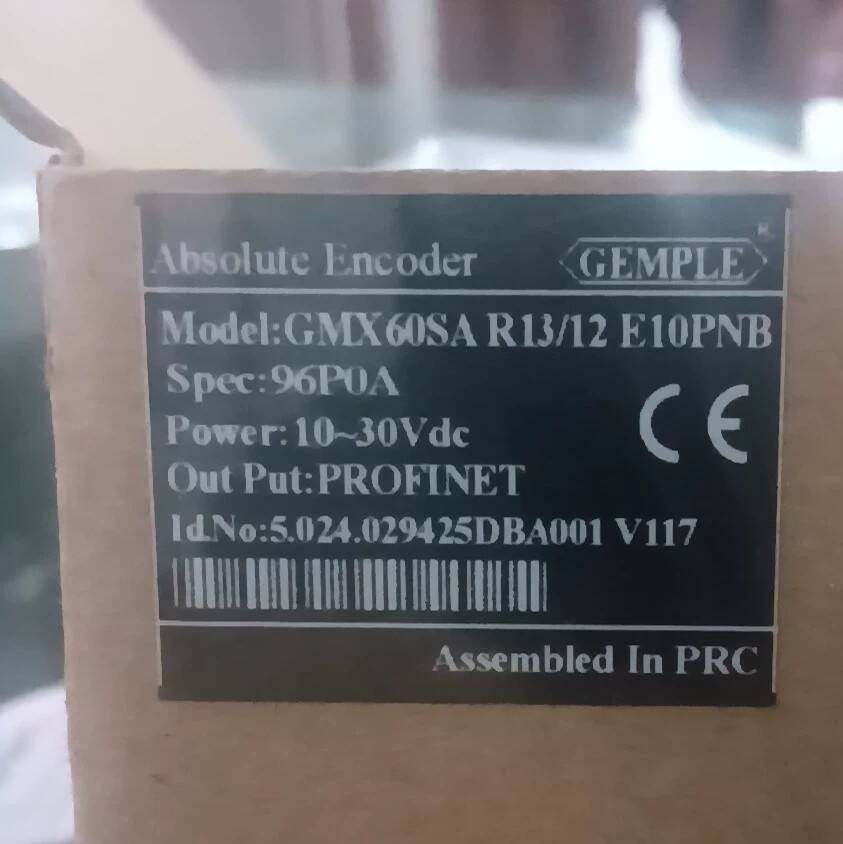 Absolute Encoder GEMPLE
Model:GMX60SA R13/12 E10PNB
Spec:96P0A
Power:10~30Vdc
CE
Out Put:PROFINET
Id.No:5.024.029425DBA001 V117
Assembled In PRC